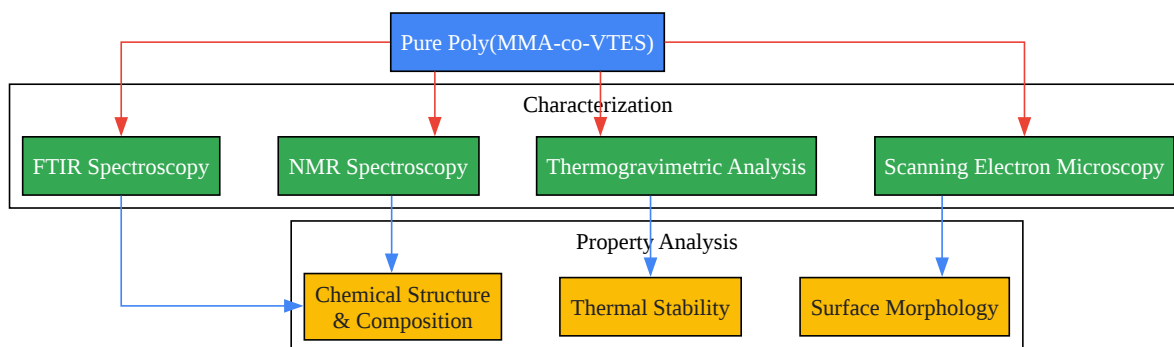 Pure Poly(MMA-co-VTES)
Characterization
FTIR Spectroscopy
NMR Spectroscopy
Thermogravimetric Analysis
Scanning Electron Microscopy
Property Analysis
Chemical Structure
& Composition
Thermal Stability
Surface Morphology